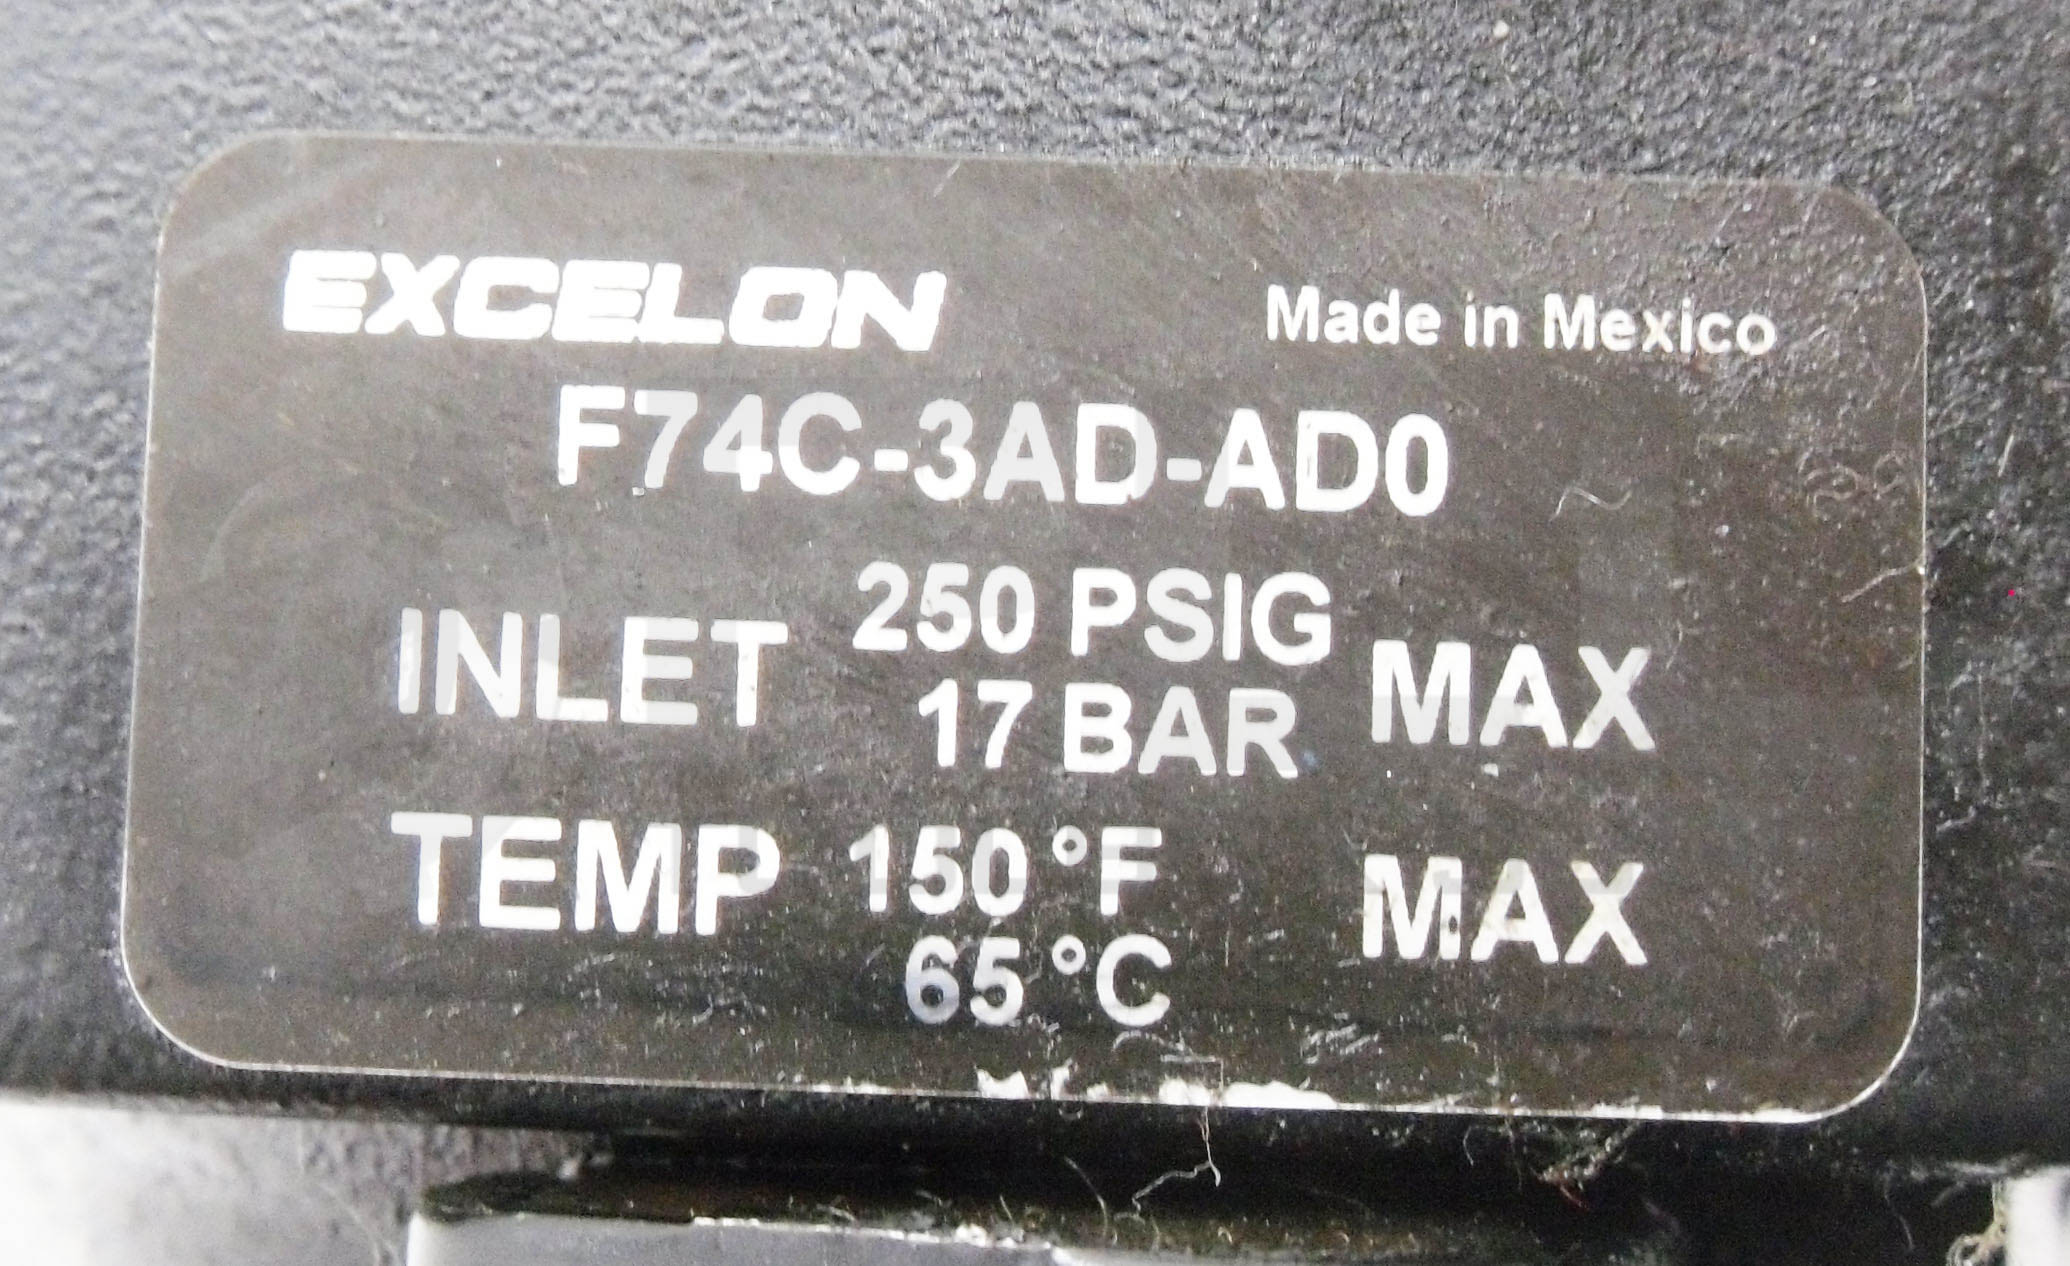 EXCELON Made in Mexico
F74C-3AD-AD0
INLET 250 PSIG MAX
17 BAR
TEMP 150 °F MAX
65 °C